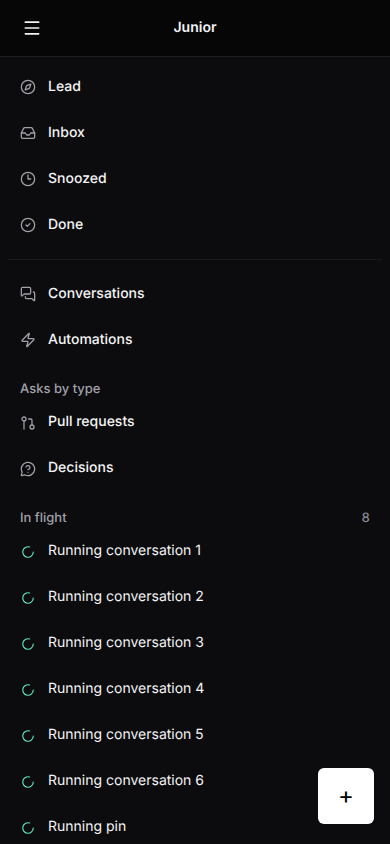 Junior
Lead
Inbox
Snoozed
Done
Conversations
Automations
Asks by type
Pull requests
Decisions
In flight 8
Running conversation 1
Running conversation 2
Running conversation 3
Running conversation 4
Running conversation 5
Running conversation 6
+
Running pin